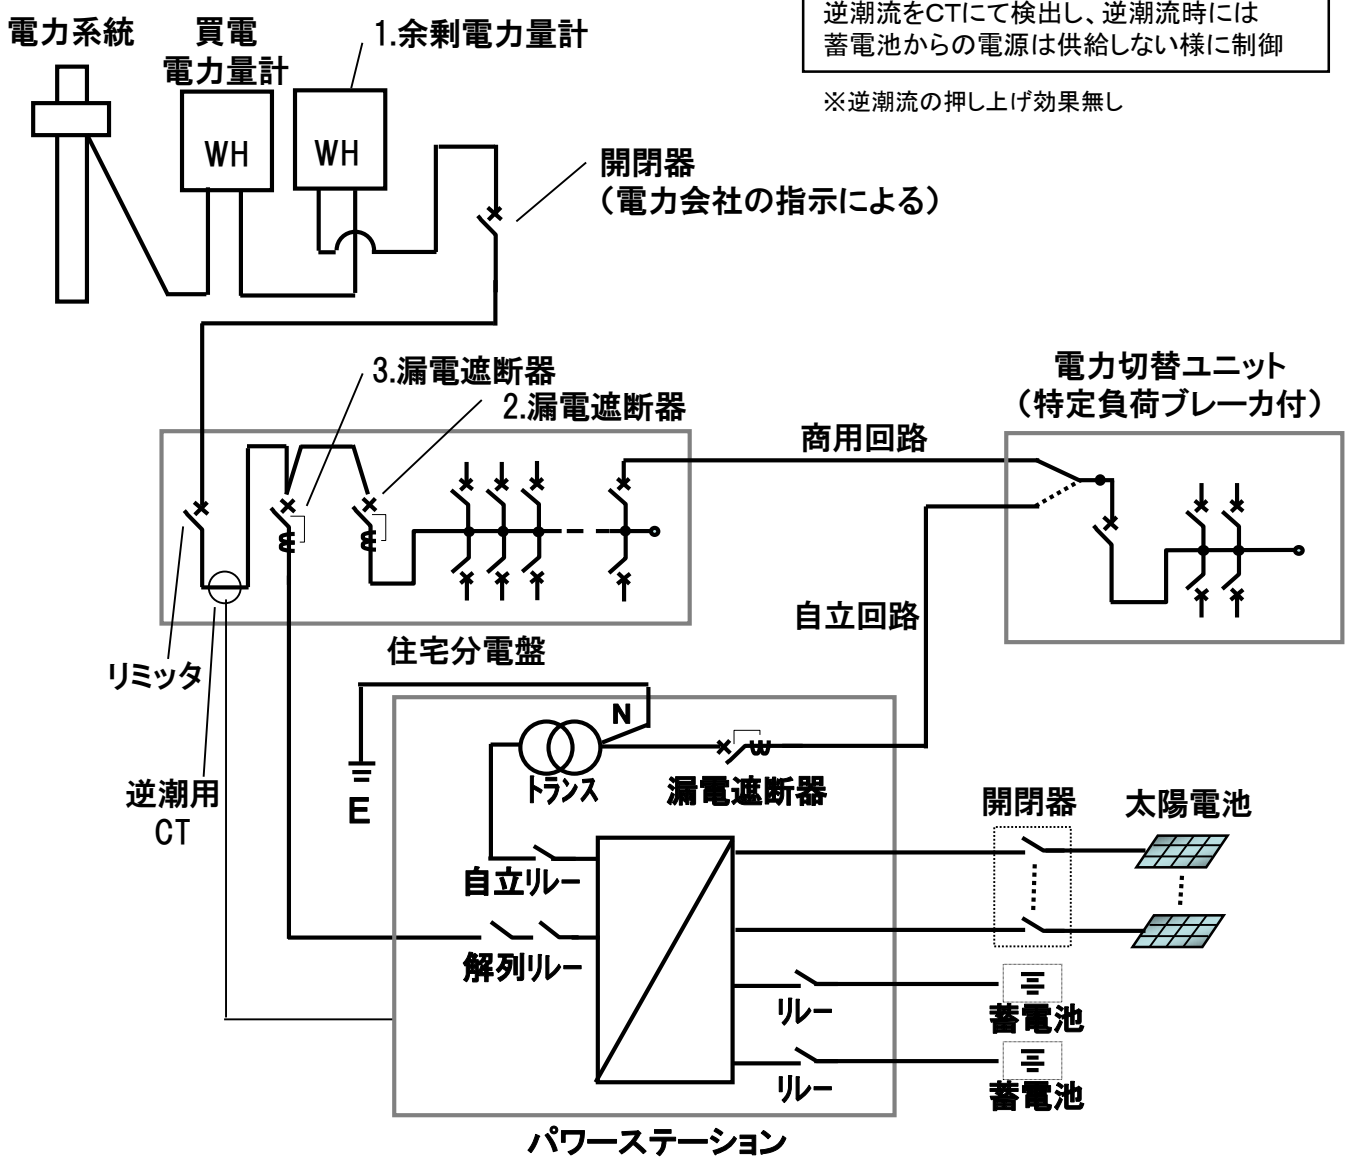 逆潮流をCTにて検出し、逆潮流時には
蓄電池からの電源は供給しない様に制御
※逆潮流の押し上げ効果無し
電力系統
買電
電力量計
1.余剰電力量計
WH
WH
開閉器
（電力会社の指示による）
3.漏電遮断器
2.漏電遮断器
電力切替ユニット
（特定負荷ブレーカ付）
商用回路
自立回路
住宅分電盤
リミッタ
逆潮用
CT
N
E
トランス
漏電遮断器
開閉器
太陽電池
自立リレー
解列リレー
リレー
蓄電池
リレー
蓄電池
パワーステーション